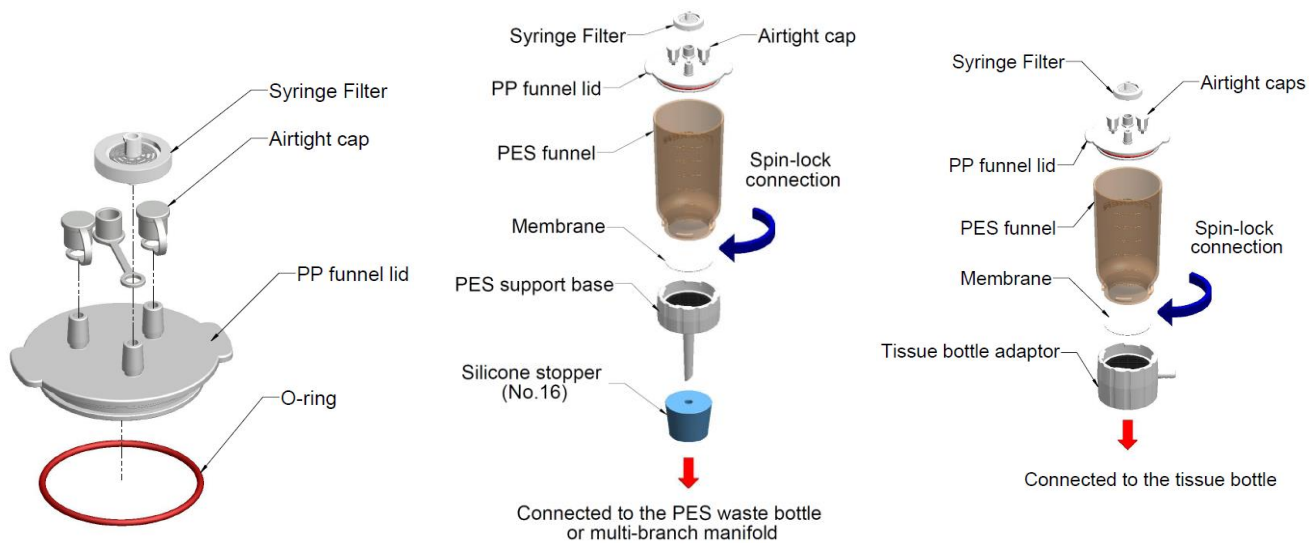 Syringe Filter
Airtight cap
PP funnel lid
O-ring
Syringe Filter
Airtight cap
PP funnel lid
PES funnel
Spin-lock
connection
Membrane
PES support base
Silicone stopper
(No.16)
Connected to the PES waste bottle
or multi-branch manifold
Syringe Filter
Airtight caps
PP funnel lid
PES funnel
Spin-lock
connection
Membrane
Tissue bottle adaptor
Connected to the tissue bottle